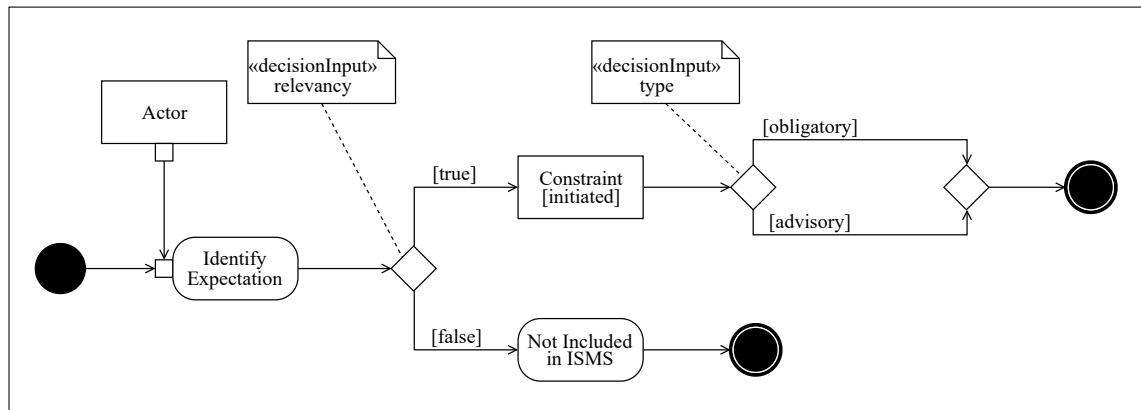 «decisionInput»
relevancy
«decisionInput»
type
Actor
[obligatory]
[true]
Constraint
[initiated]
[advisory]
Identify
Expectation
[false]
Not Included
in ISMS